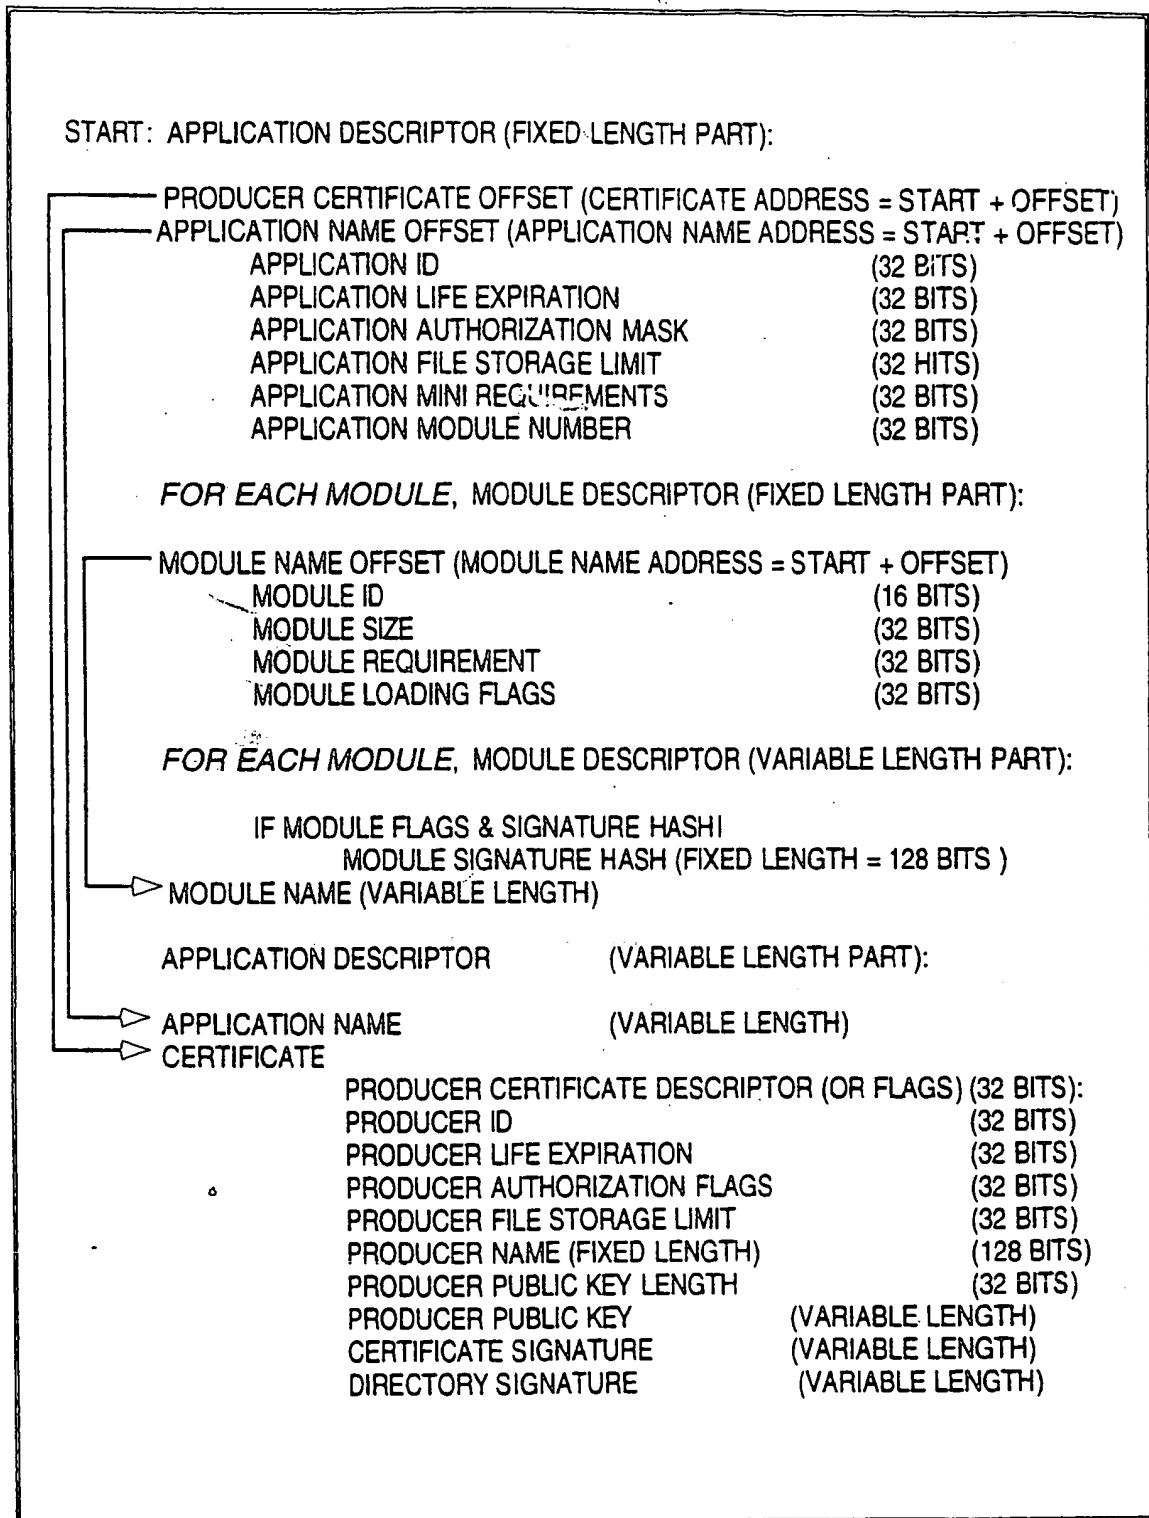 START: APPLICATION DESCRIPTOR (FIXED LENGTH PART):
PRODUCER CERTIFICATE OFFSET (CERTIFICATE ADDRESS = START + OFFSET)
APPLICATION NAME OFFSET (APPLICATION NAME ADDRESS = START + OFFSET)
APPLICATION ID (32 BITS)
APPLICATION LIFE EXPIRATION (32 BITS)
APPLICATION AUTHORIZATION MASK (32 BITS)
APPLICATION FILE STORAGE LIMIT (32 HITS)
APPLICATION MINI REQUIREMENTS (32 BITS)
APPLICATION MODULE NUMBER (32 BITS)
FOR EACH MODULE, MODULE DESCRIPTOR (FIXED LENGTH PART):
MODULE NAME OFFSET (MODULE NAME ADDRESS = START + OFFSET)
MODULE ID (16 BITS)
MODULE SIZE (32 BITS)
MODULE REQUIREMENT (32 BITS)
MODULE LOADING FLAGS (32 BITS)
FOR EACH MODULE, MODULE DESCRIPTOR (VARIABLE LENGTH PART):
IF MODULE FLAGS & SIGNATURE HASHI
MODULE SIGNATURE HASH (FIXED LENGTH = 128 BITS )
MODULE NAME (VARIABLE LENGTH)
APPLICATION DESCRIPTOR (VARIABLE LENGTH PART):
APPLICATION NAME (VARIABLE LENGTH)
CERTIFICATE
PRODUCER CERTIFICATE DESCRIPTOR (OR FLAGS) (32 BITS):
PRODUCER ID (32 BITS)
PRODUCER LIFE EXPIRATION (32 BITS)
PRODUCER AUTHORIZATION FLAGS (32 BITS)
PRODUCER FILE STORAGE LIMIT (32 BITS)
PRODUCER NAME (FIXED LENGTH) (128 BITS)
PRODUCER PUBLIC KEY LENGTH (32 BITS)
PRODUCER PUBLIC KEY (VARIABLE LENGTH)
CERTIFICATE SIGNATURE (VARIABLE LENGTH)
DIRECTORY SIGNATURE (VARIABLE LENGTH)